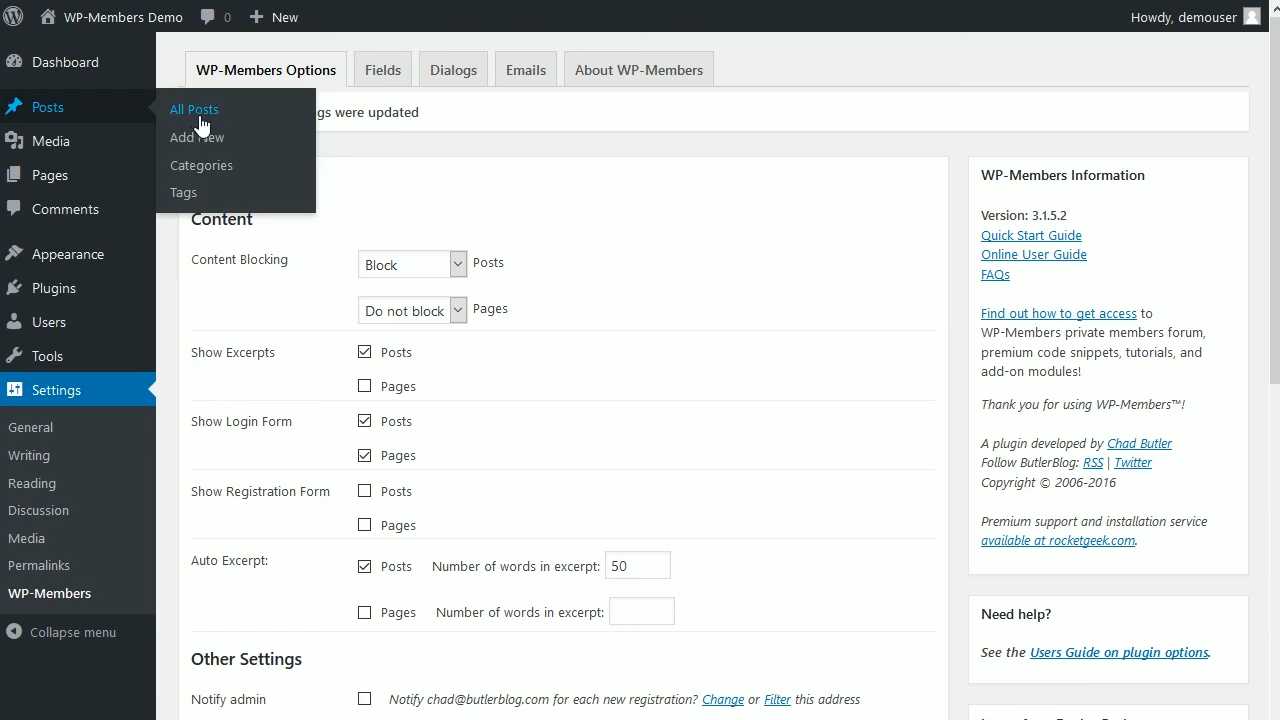 WP-Members Demo 0 New Howdy, demouser
Dashboard
Posts
Media
Pages
Comments
Appearance
Plugins
Users
Tools
Settings
General
Writing
Reading
Discussion
Media
Permalinks
WP-Members
Collapse menu
All Posts
Add New
Categories
Tags
WP-Members Options Fields Dialogs Emails About WP-Members
gs were updated
Content
Content Blocking Block Posts
Do not block Pages
Show Excerpts Posts
Pages
Show Login Form Posts
Pages
Show Registration Form Posts
Pages
Auto Excerpt: Posts Number of words in excerpt: 50
Pages Number of words in excerpt:
Other Settings
Notify admin Notify chad@butlerblog.com for each new registration? Change or Filter this address
WP-Members Information
Version: 3.1.5.2
Quick Start Guide
Online User Guide
FAQs
Find out how to get access to
WP-Members private members forum,
premium code snippets, tutorials, and
add-on modules!
Thank you for using WP-Members™!
A plugin developed by Chad Butler
Follow ButlerBlog: RSS | Twitter
Copyright © 2006-2016
Premium support and installation service
available at rocketgeek.com.
Need help?
See the Users Guide on plugin options.